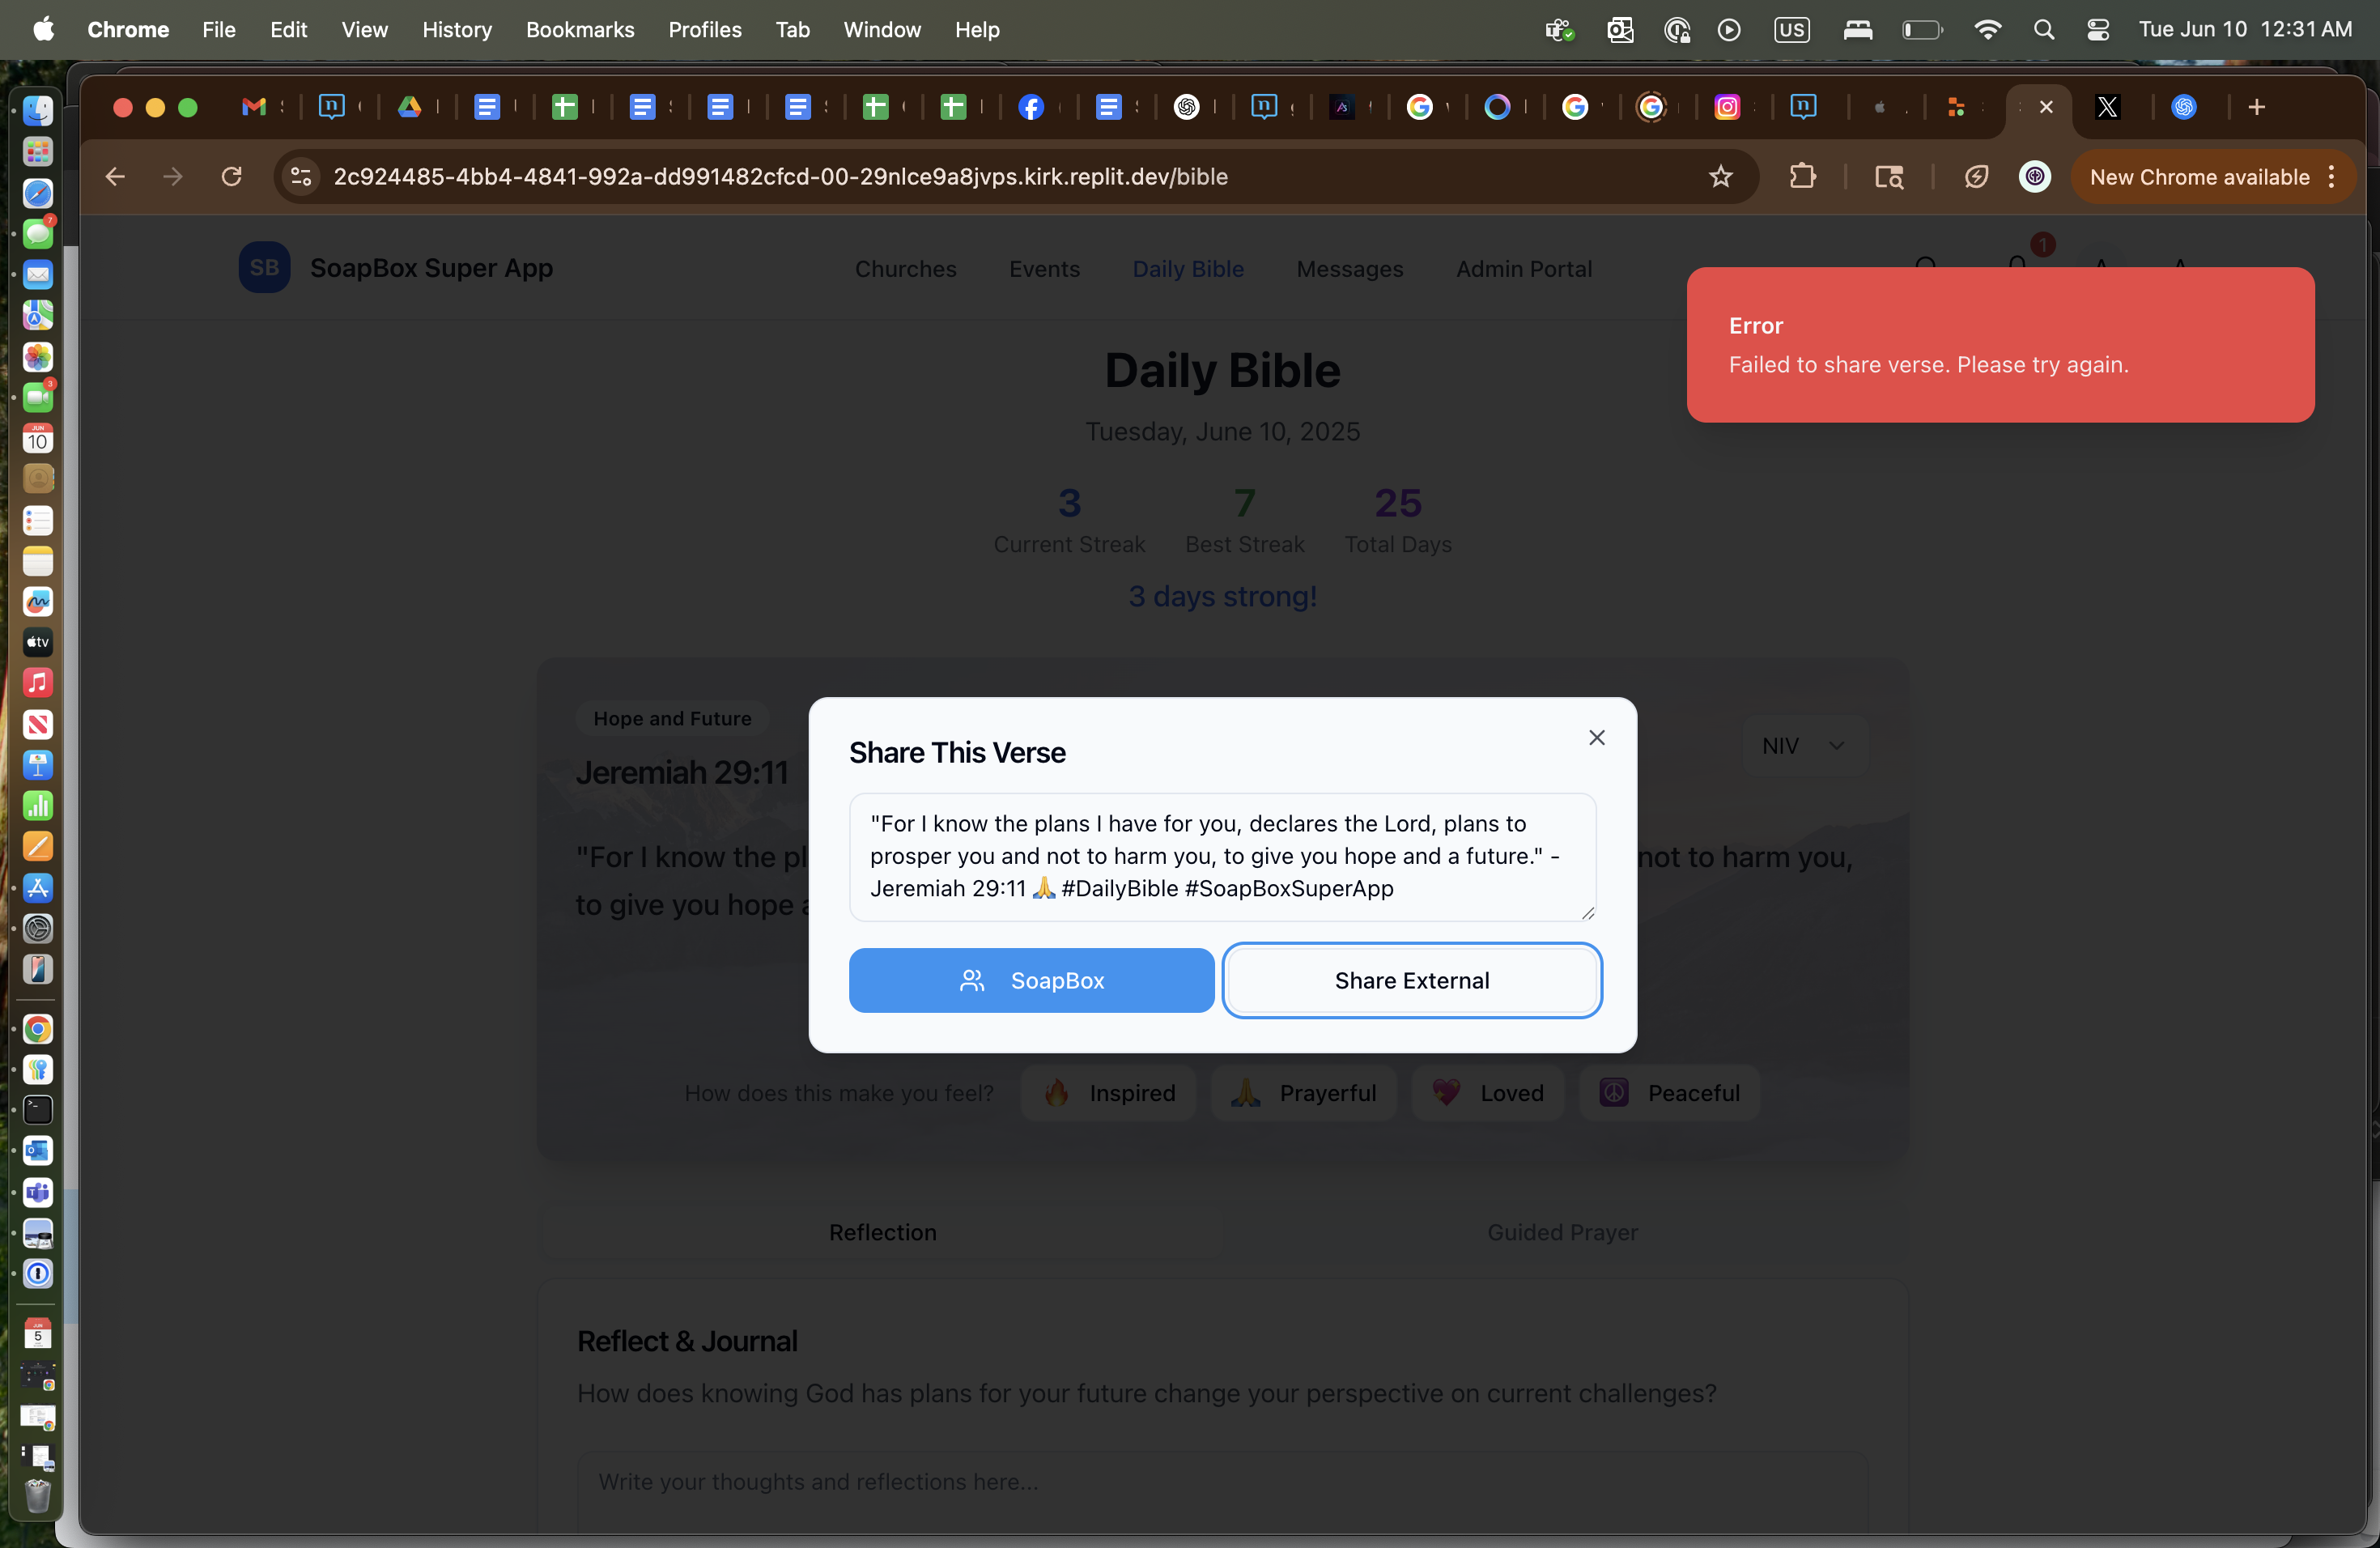 Chrome File Edit View History Bookmarks Profiles Tab Window Help US Tue Jun 10 12:31 AM
2c924485-4bb4-4841-992a-dd991482cfcd-00-29nlce9a8jvps.kirk.replit.dev/bible
New Chrome available
SB SoapBox Super App
Churches Events Daily Bible Messages Admin Portal
1
Error
Failed to share verse. Please try again.
Daily Bible
Tuesday, June 10, 2025
3 7 25
Current Streak Best Streak Total Days
3 days strong!
Hope and Future
Jeremiah 29:11
NIV
"For I know the pl
not to harm you,
to give you hope a
Share This Verse
"For I know the plans I have for you, declares the Lord, plans to
prosper you and not to harm you, to give you hope and a future." -
Jeremiah 29:11 🙏 #DailyBible #SoapBoxSuperApp
SoapBox
Share External
How does this make you feel? 🔥 Inspired 🙏 Prayerful 💖 Loved ☮️ Peaceful
Reflection
Guided Prayer
Reflect & Journal
How does knowing God has plans for your future change your perspective on current challenges?
Write your thoughts and reflections here...
7
3
JUN
10
tv
JUN
5